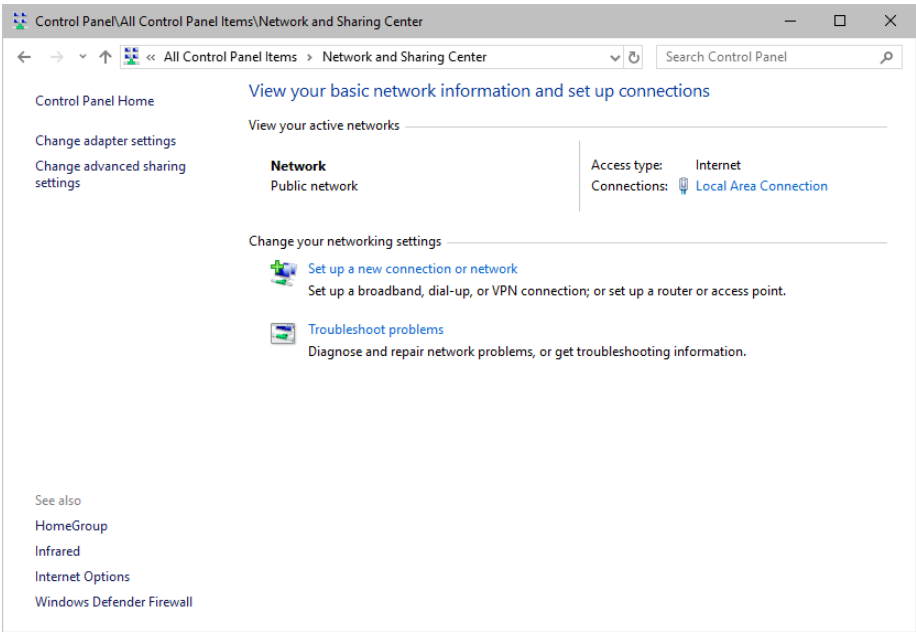 Control Panel\All Control Panel Items\Network and Sharing Center
« All Control Panel Items > Network and Sharing Center
Search Control Panel
Control Panel Home
Change adapter settings
Change advanced sharing
settings
View your basic network information and set up connections
View your active networks
Network
Public network
Access type: Internet
Connections: Local Area Connection
Change your networking settings
Set up a new connection or network
Set up a broadband, dial-up, or VPN connection; or set up a router or access point.
Troubleshoot problems
Diagnose and repair network problems, or get troubleshooting information.
See also
HomeGroup
Infrared
Internet Options
Windows Defender Firewall